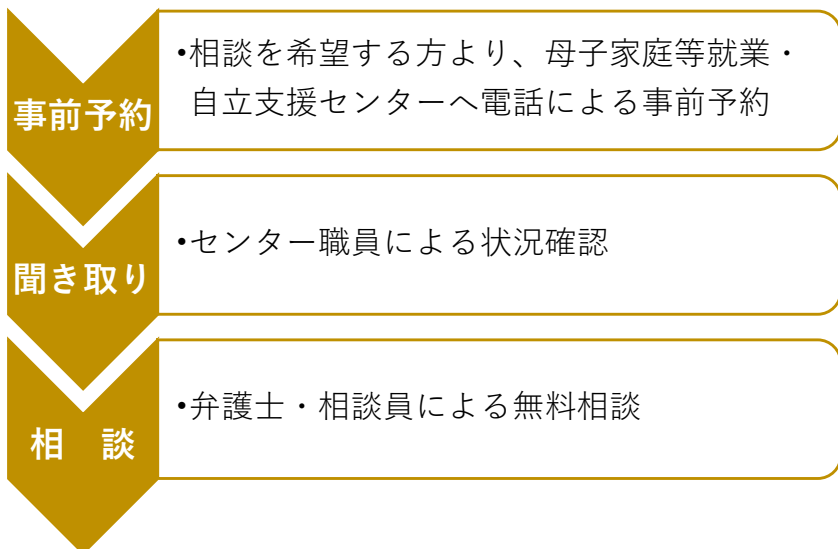 事前予約
•相談を希望する方より、母子家庭等就業・
自立支援センターへ電話による事前予約
聞き取り
•センター職員による状況確認
相　談
•弁護士・相談員による無料相談